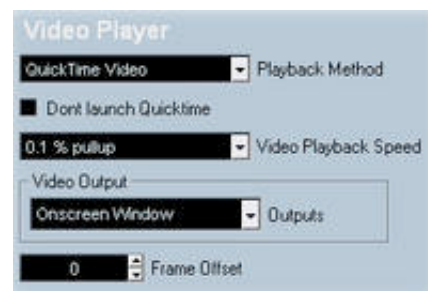 Video Player
QuickTime Video Playback Method
Dont launch Quicktime
0.1 % pullup Video Playback Speed
Video Output
Onscreen Window Outputs
0 Frame Offset